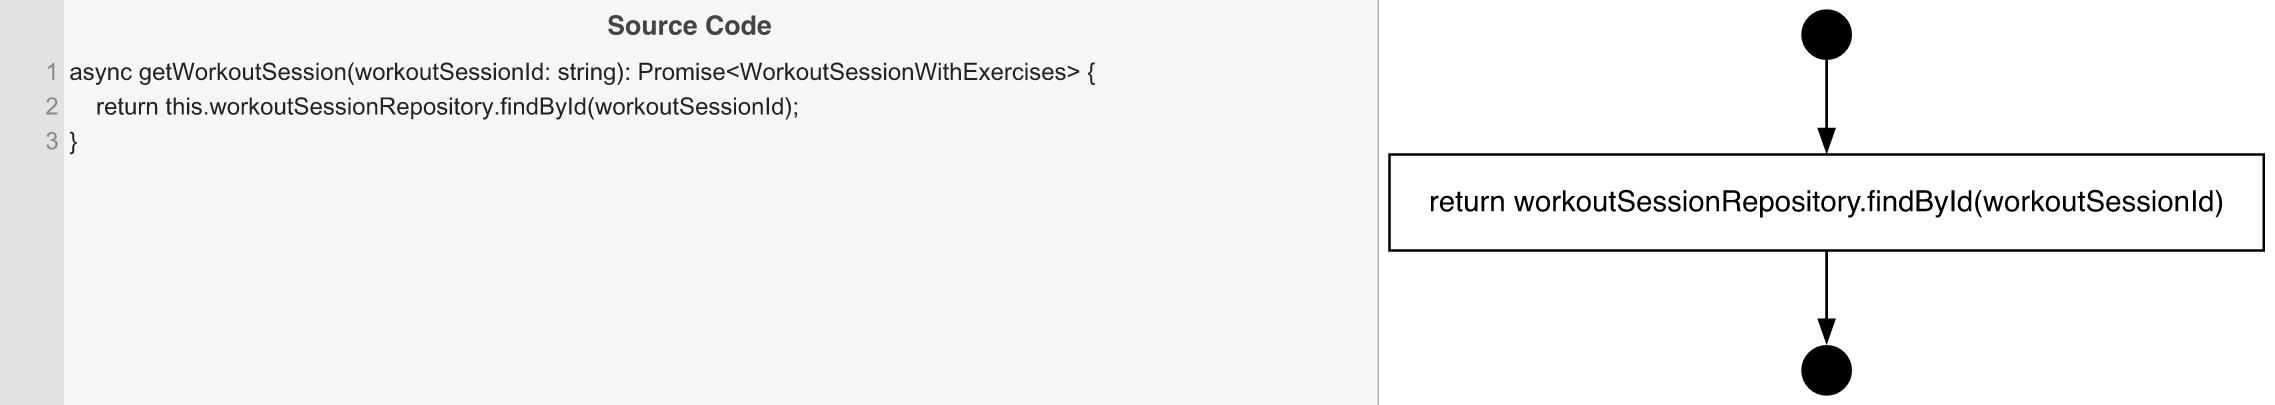 Source Code
1 async getWorkoutSession(workoutSessionId: string): Promise<WorkoutSessionWithExercises> {
2 return this.workoutSessionRepository.findById(workoutSessionId);
3 }
return workoutSessionRepository.findById(workoutSessionId)